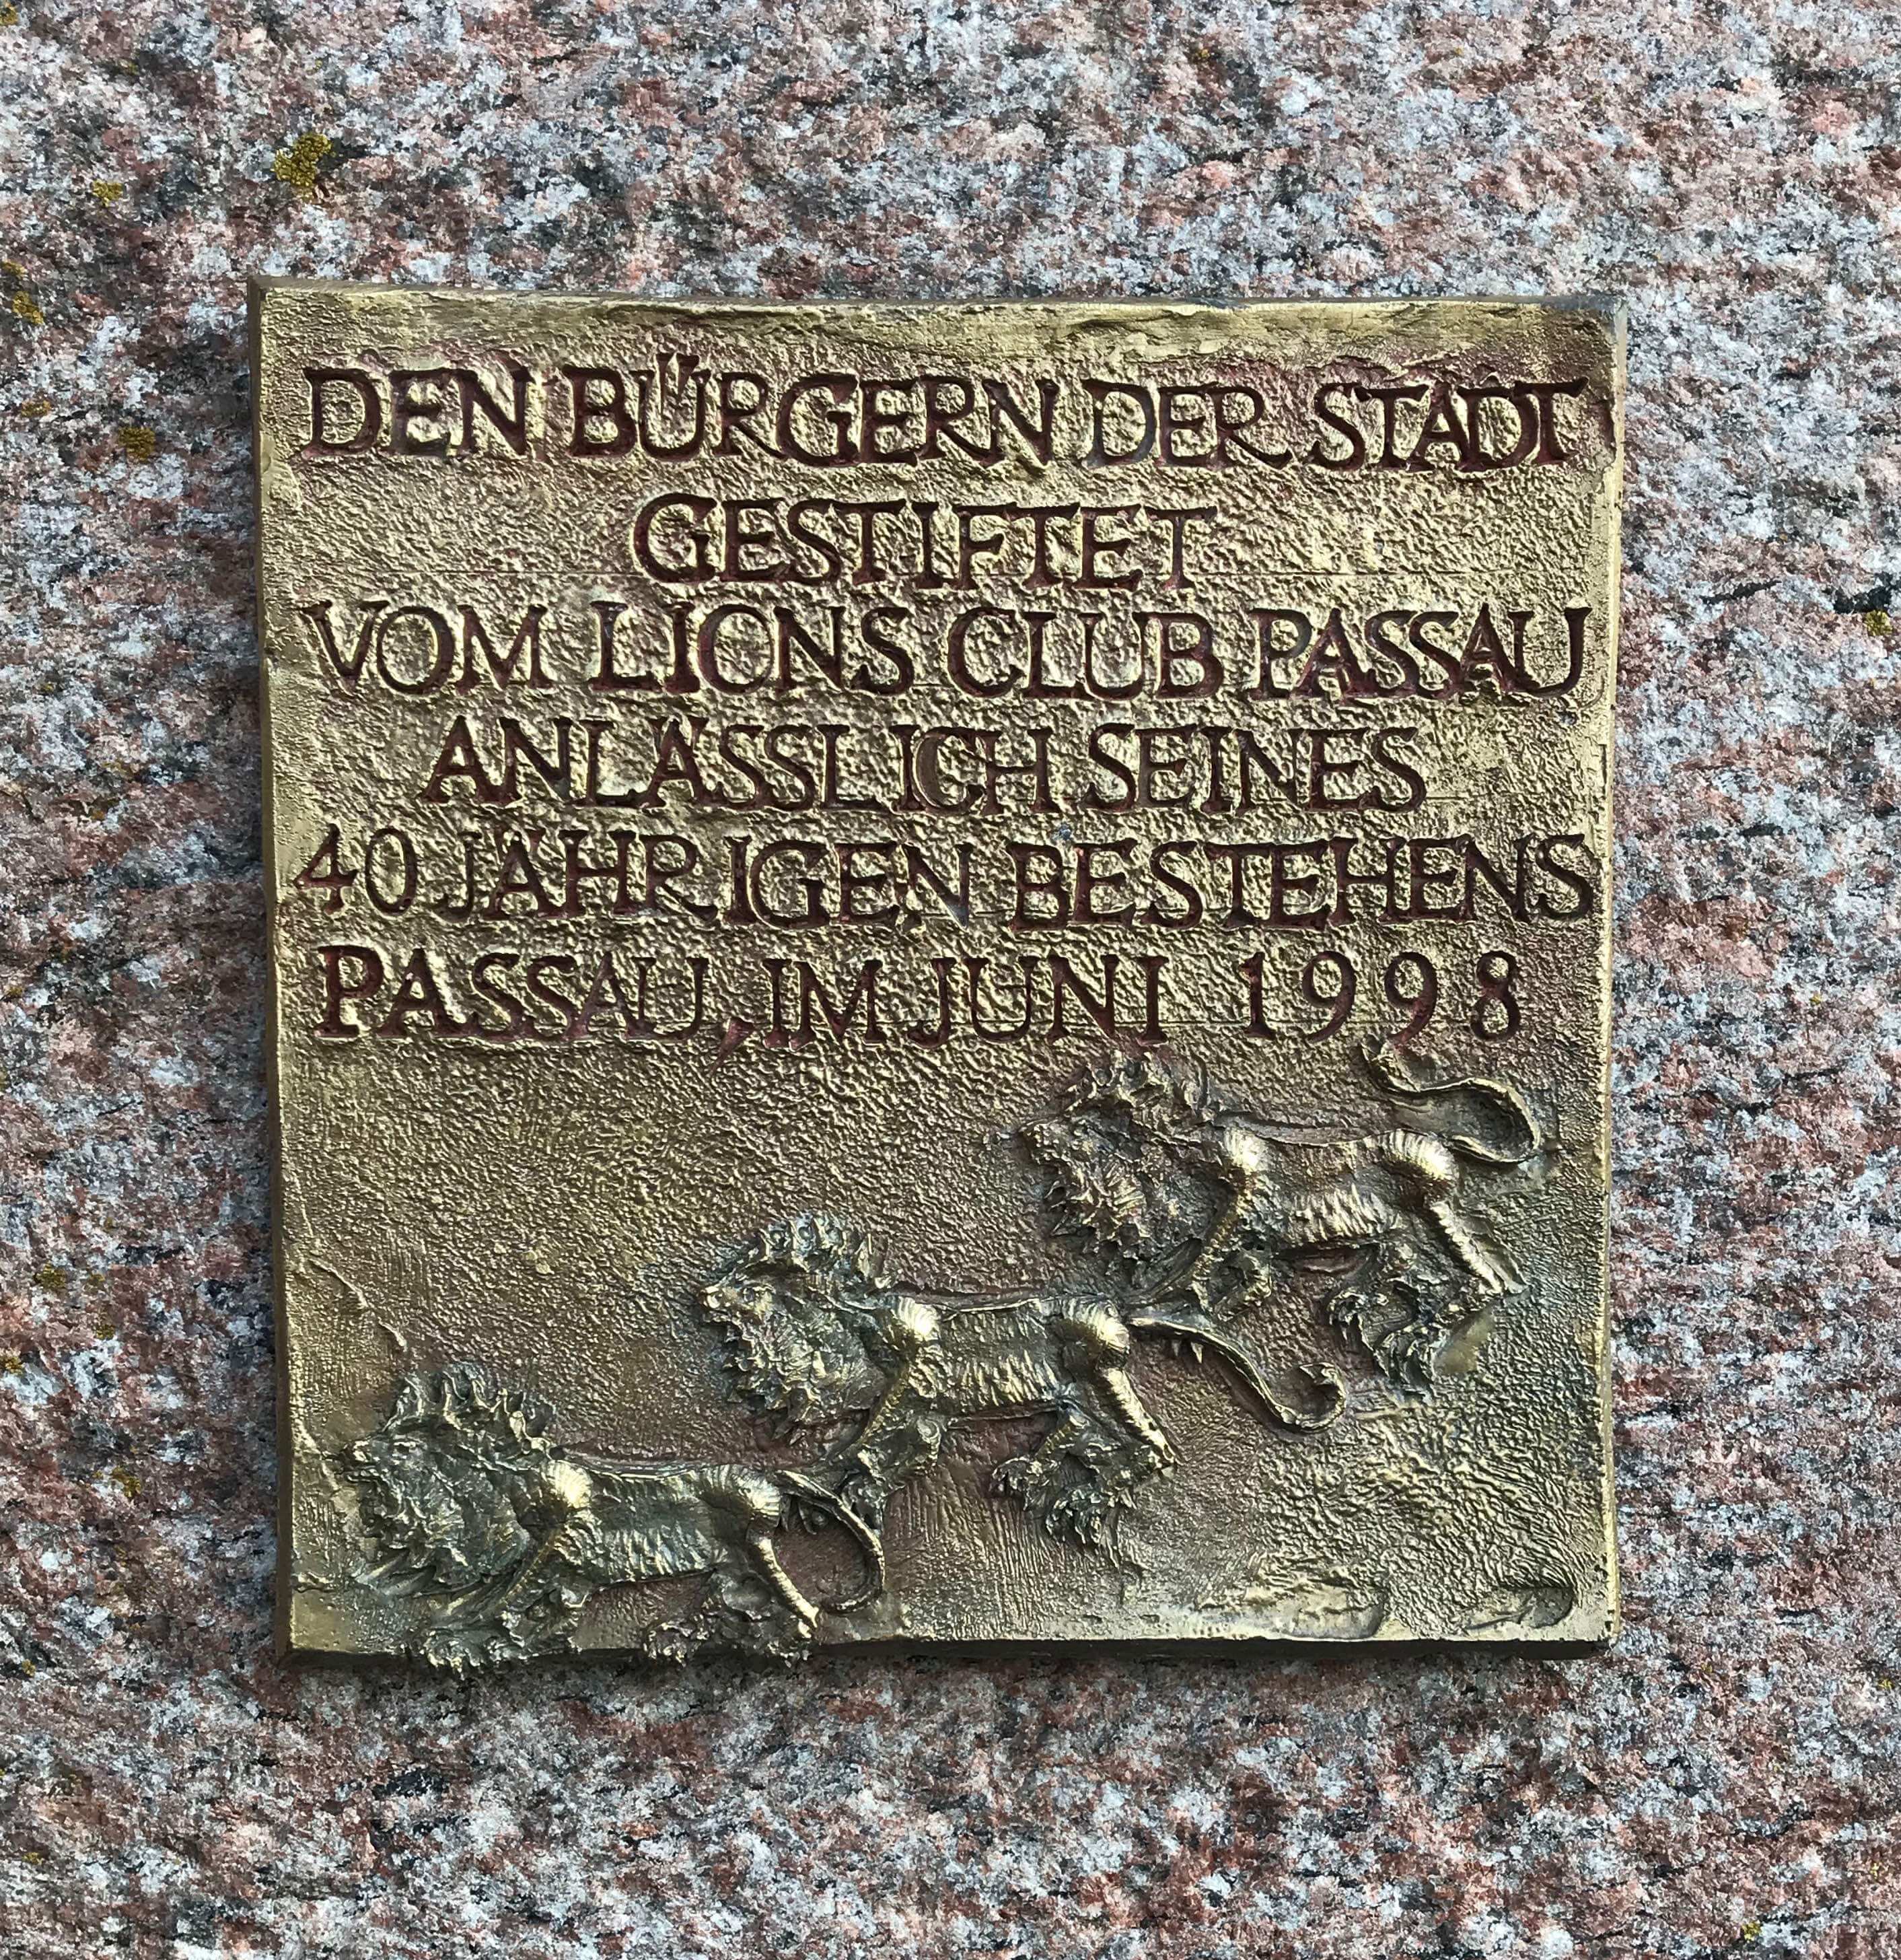 DEN BÜRGERN DER STADT
GESTIFTET
VOM LIONS CLUB PASSAU
ANLÄSSLICH SEINES
40 JÄHRIGEN BESTEHENS
PASSAU, IM JUNI 1998